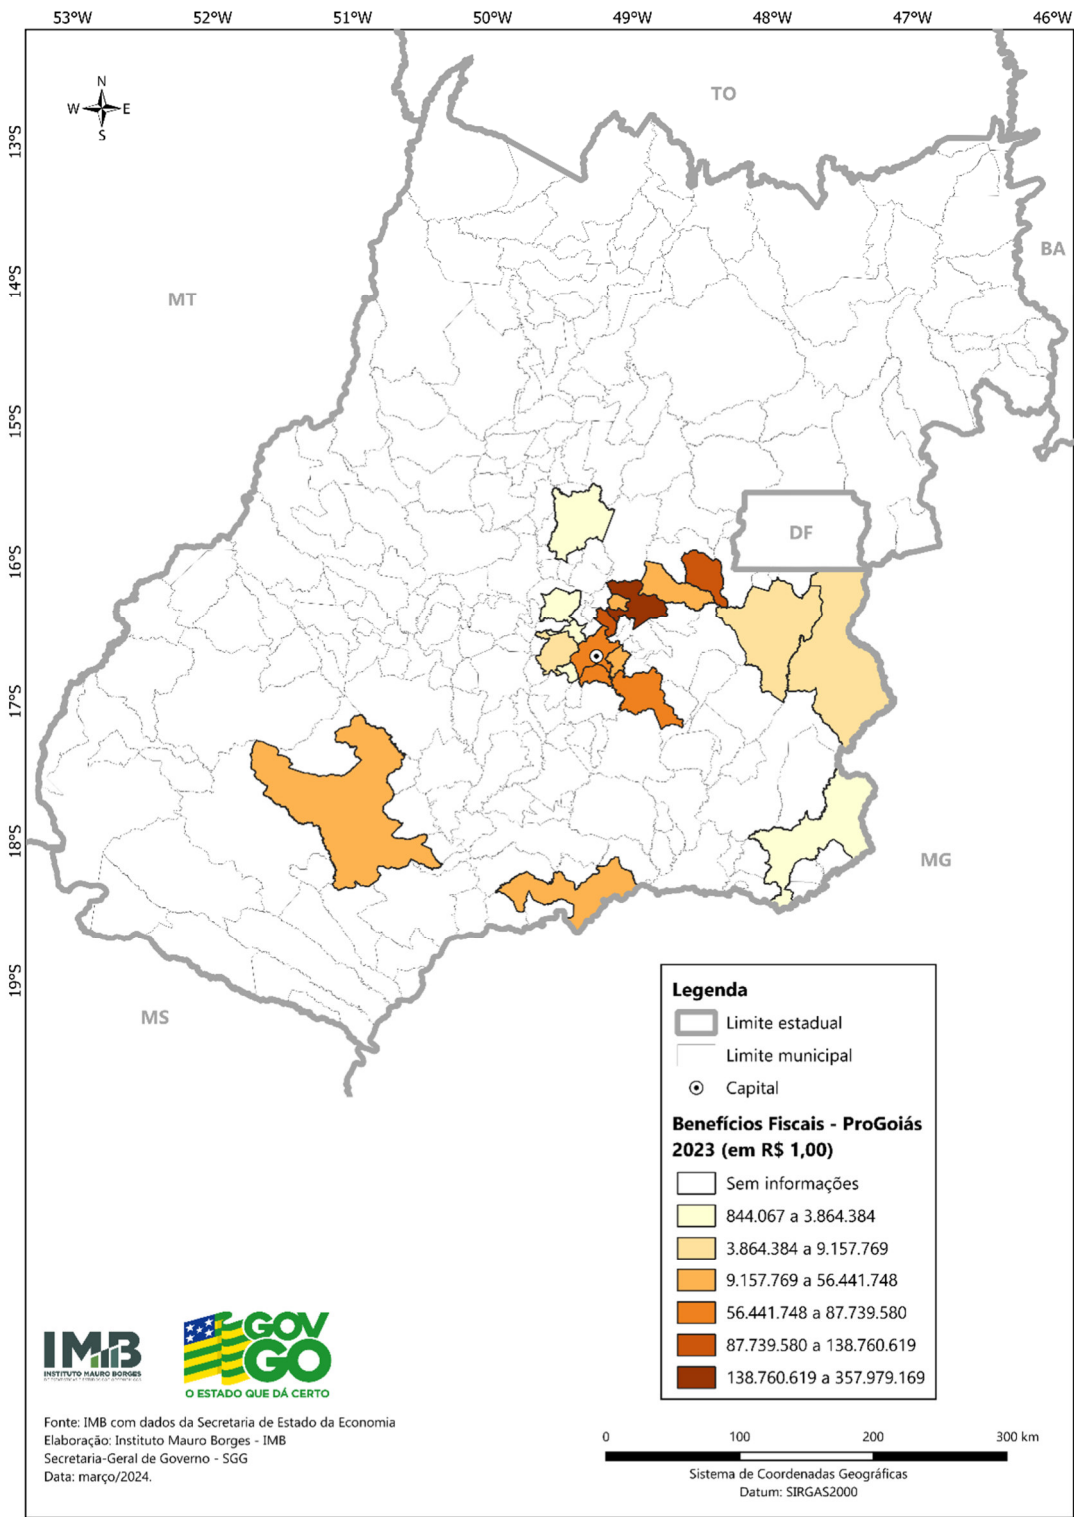 53°W 52°W 51°W 50°W 49°W 48°W 47°W 46°W
N
W E
S
TO
13°S
BA
14°S
MT
15°S
DF
16°S
17°S
18°S
MG
19°S
MS
Legenda
Limite estadual
Limite municipal
Capital
Benefícios Fiscais - ProGoiás
2023 (em R$ 1,00)
Sem informações
844.067 a 3.864.384
3.864.384 a 9.157.769
9.157.769 a 56.441.748
56.441.748 a 87.739.580
87.739.580 a 138.760.619
138.760.619 a 357.979.169
IMB
INSTITUTO MAURO BORGES
GOV
GO
O ESTADO QUE DÁ CERTO
Fonte: IMB com dados da Secretaria de Estado da Economia
Elaboração: Instituto Mauro Borges - IMB
Secretaria-Geral de Governo - SGG
Data: março/2024.
0 100 200 300 km
Sistema de Coordenadas Geográficas
Datum: SIRGAS2000